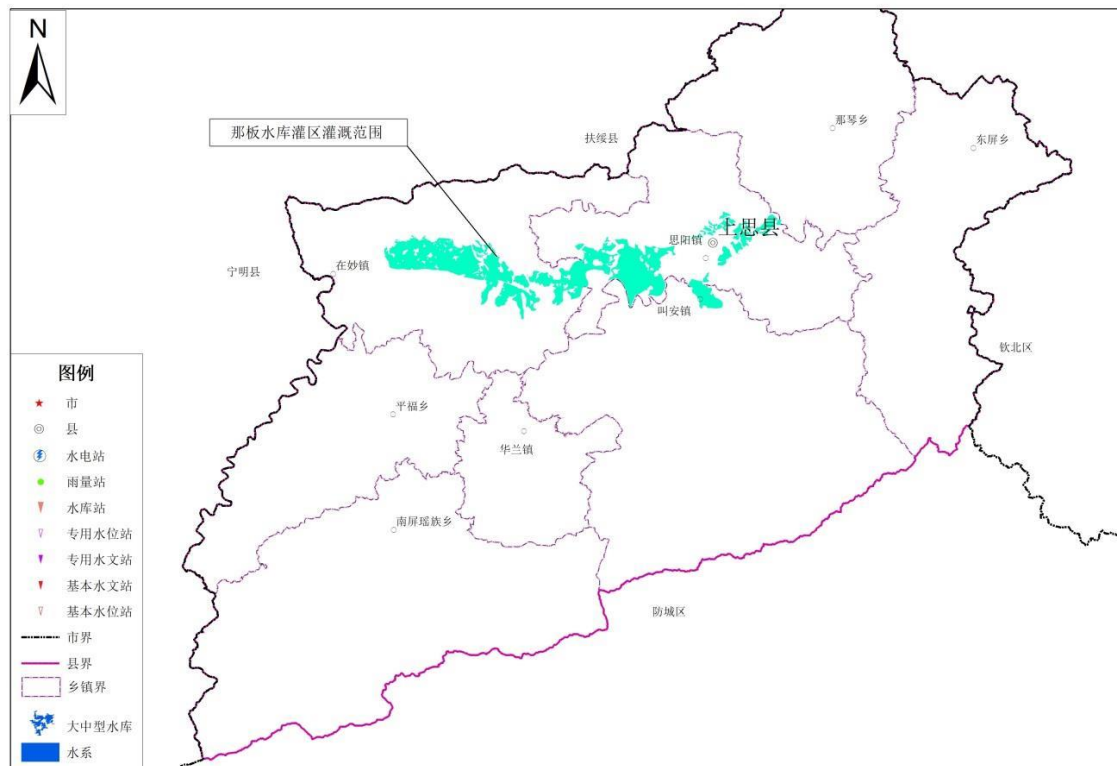 N
那琴乡
那板水库灌区灌溉范围
扶绥县
东屏乡
上思县
思阳镇
宁明县
在妙镇
叫安镇
钦北区
图例
市
县
水电站
雨量站
水库站
专用水位站
专用水文站
基本水文站
基本水位站
市界
县界
乡镇界
大中型水库
水系
平福乡
华兰镇
南屏瑶族乡
防城区